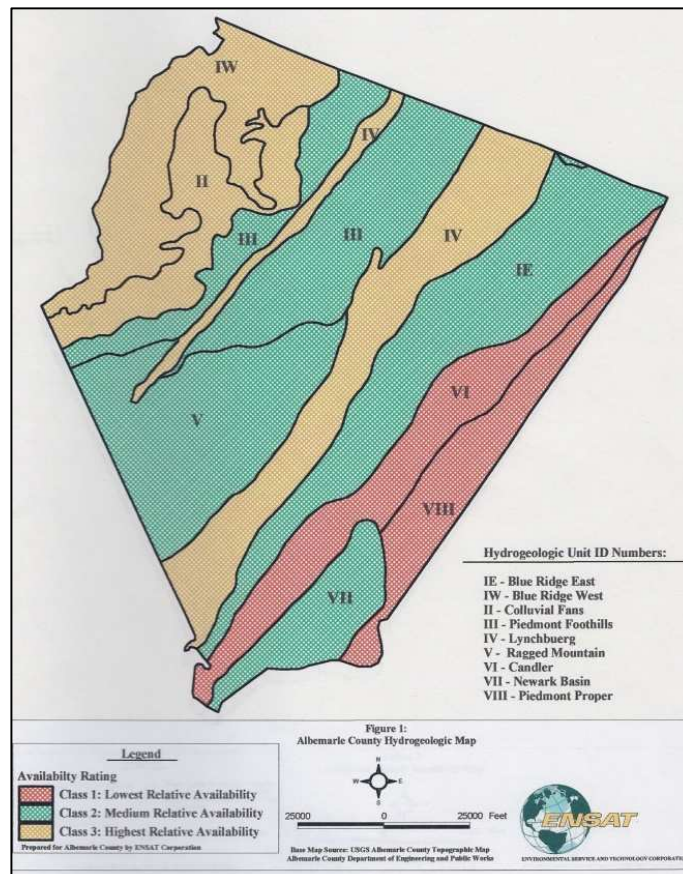 IW
IV
II
III
III
IV
IE
V
VI
VIII
VII
Hydrogeologic Unit ID Numbers:
IE - Blue Ridge East
IW - Blue Ridge West
II - Colluvial Fans
III - Piedmont Foothills
IV - Lynchbuerg
V - Ragged Mountain
VI - Candler
VII - Newark Basin
VIII - Piedmont Proper
Figure 1:
Albemarle County Hydrogeologic Map
Legend
Availabilty Rating
Class 1: Lowest Relative Availability
Class 2: Medium Relative Availability
Class 3: Highest Relative Availability
Prepared for Albemarle County by ENSAT Corporation
N
W E
S
25000 0 25000 Feet
Base Map Source: USGS Albemarle County Topographic Map
Albemarle County Department of Engineering and Public Works
ENSAT
ENVIRONMENTAL SERVICE AND TECHNOLOGY CORPORATION